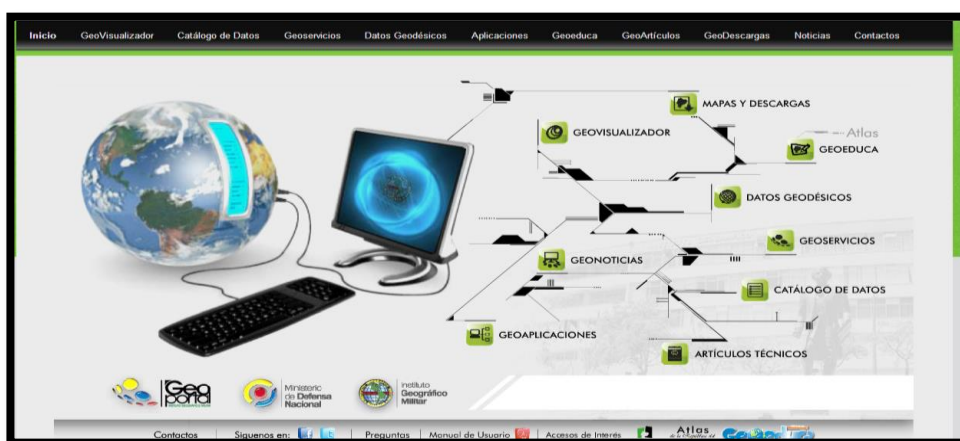 Inicio GeoVisualizador Catálogo de Datos Geoservicios Datos Geodésicos Aplicaciones Geoeduca GeoArtículos GeoDescargas Noticias Contactos
MAPAS Y DESCARGAS
GEOVISUALIZADOR
Atlas
GEOEDUCA
DATOS GEODÉSICOS
GEOSERVICIOS
GEONOTICIAS
CATÁLOGO DE DATOS
GEOAPLICACIONES
ARTÍCULOS TÉCNICOS
Geo
portal
Ministerio
de Defensa
Nacional
Instituto
Geográfico
Militar
Contactos | Siguenos en: | Preguntas | Manual de Usuario | Accesos de Interés Atlas